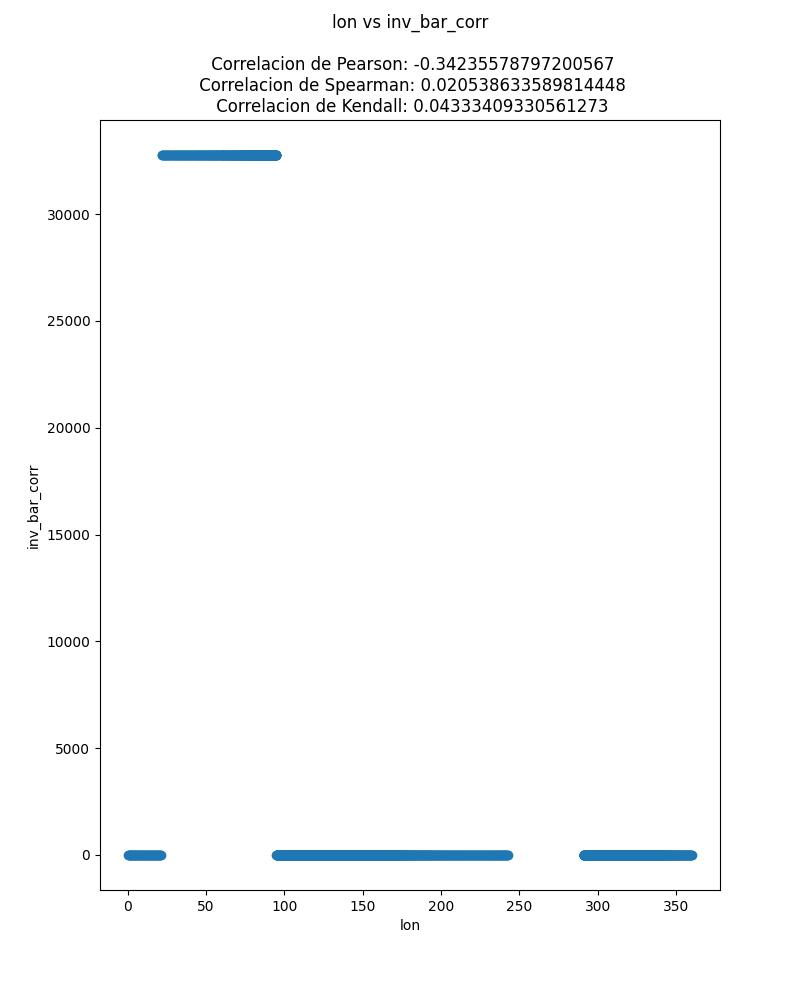 lon vs inv_bar_corr
Correlacion de Pearson: -0.34235578797200567
Correlacion de Spearman: 0.020538633589814448
Correlacion de Kendall: 0.04333409330561273
30000
25000
20000
15000
10000
5000
0
inv_bar_corr
0 50 100 150 200 250 300 350
lon